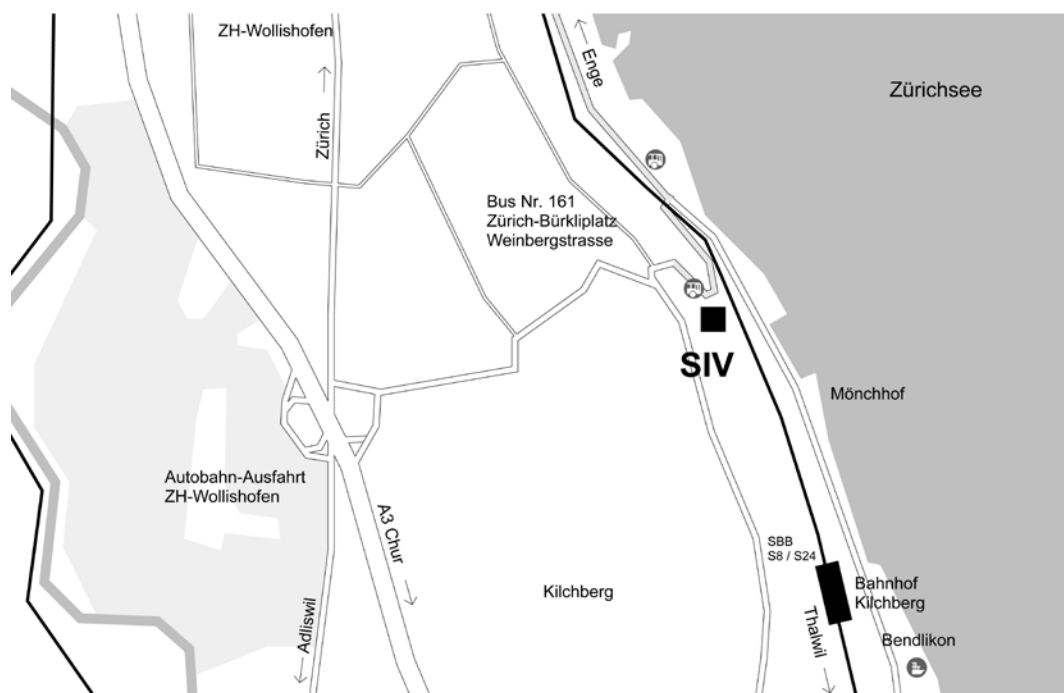 ZH-Wollishofen
Enge
Zürichsee
Zürich
Bus Nr. 161
Zürich-Bürkliplatz
Weinbergstrasse
SIV
Mönchhof
Autobahn-Ausfahrt
ZH-Wollishofen
A3 Chur
SBB
S8 / S24
Kilchberg
Bahnhof
Kilchberg
Adliswil
Thalwil
Bendlikon